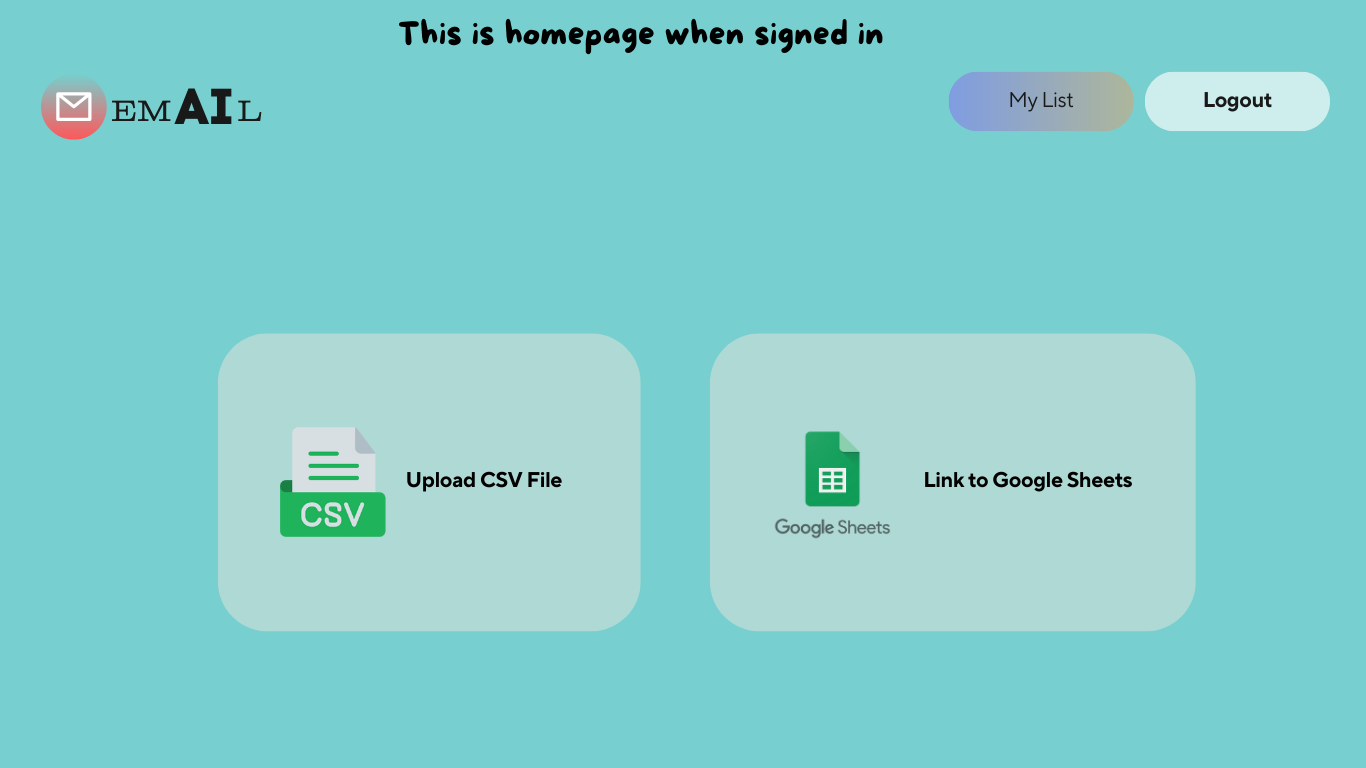 This is homepage when signed in
EMAIL
My List
Logout
CSV
Upload CSV File
Google Sheets
Link to Google Sheets